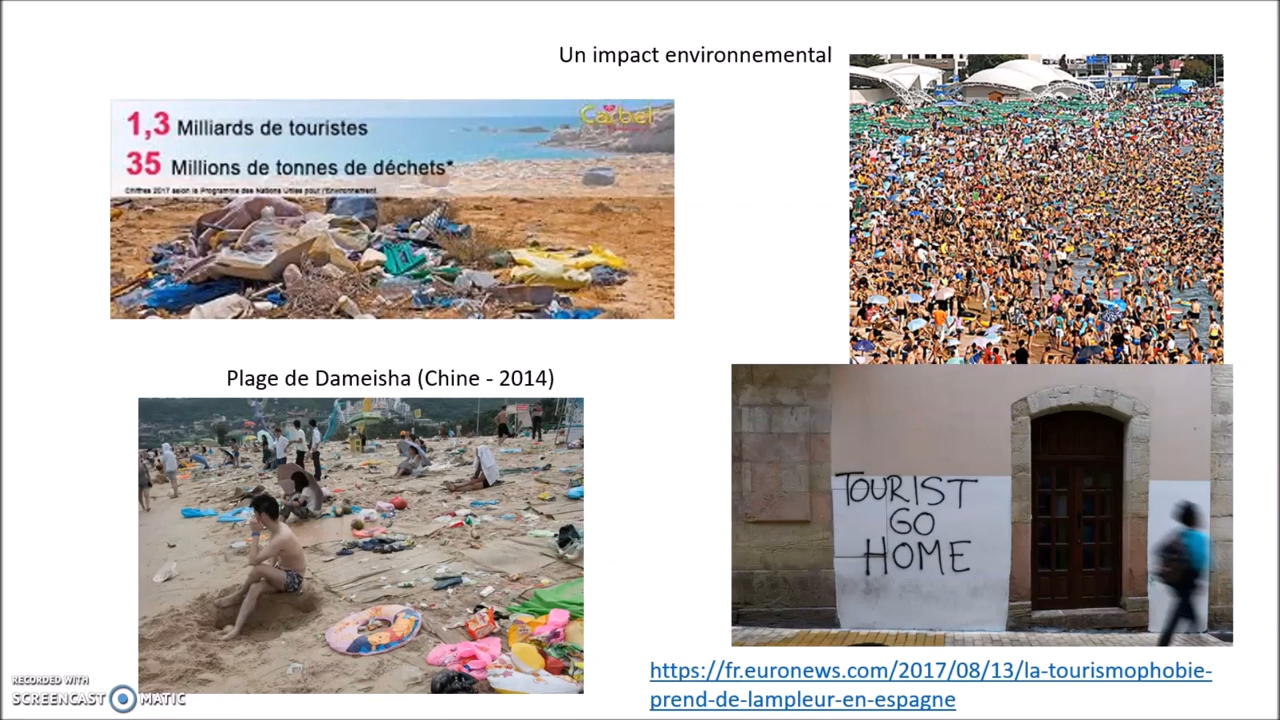 Un impact environnemental
1,3 Milliards de touristes
35 Millions de tonnes de déchets*
Chiffres 2017 selon le Programme des Nations Unies pour l'Environnement.
Carbel
Plage de Dameisha (Chine - 2014)
TOURIST
GO
HOME
https://fr.euronews.com/2017/08/13/la-tourismophobie-
prend-de-lampleur-en-espagne
RECORDED WITH
SCREENCAST MATIC